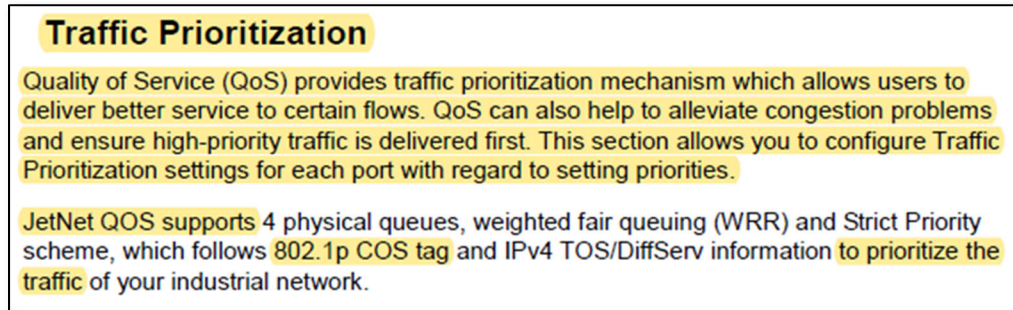 Traffic Prioritization
Quality of Service (QoS) provides traffic prioritization mechanism which allows users to
deliver better service to certain flows. QoS can also help to alleviate congestion problems
and ensure high-priority traffic is delivered first. This section allows you to configure Traffic
Prioritization settings for each port with regard to setting priorities.
JetNet QOS supports 4 physical queues, weighted fair queuing (WRR) and Strict Priority
scheme, which follows 802.1p COS tag and IPv4 TOS/DiffServ information to prioritize the
traffic of your industrial network.